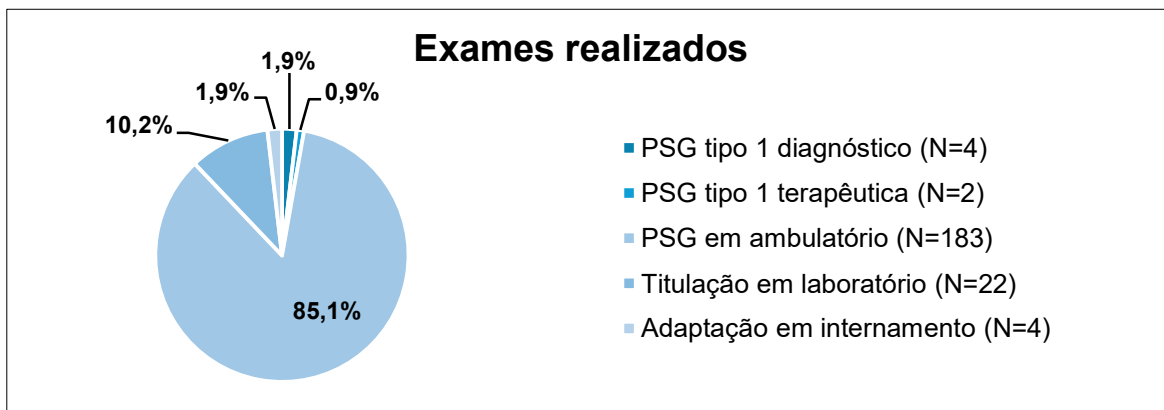 Exames realizados
1,9%
1,9%
0,9%
10,2%
85,1%
PSG tipo 1 diagnóstico (N=4)
PSG tipo 1 terapêutica (N=2)
PSG em ambulatório (N=183)
Titulação em laboratório (N=22)
Adaptação em internamento (N=4)